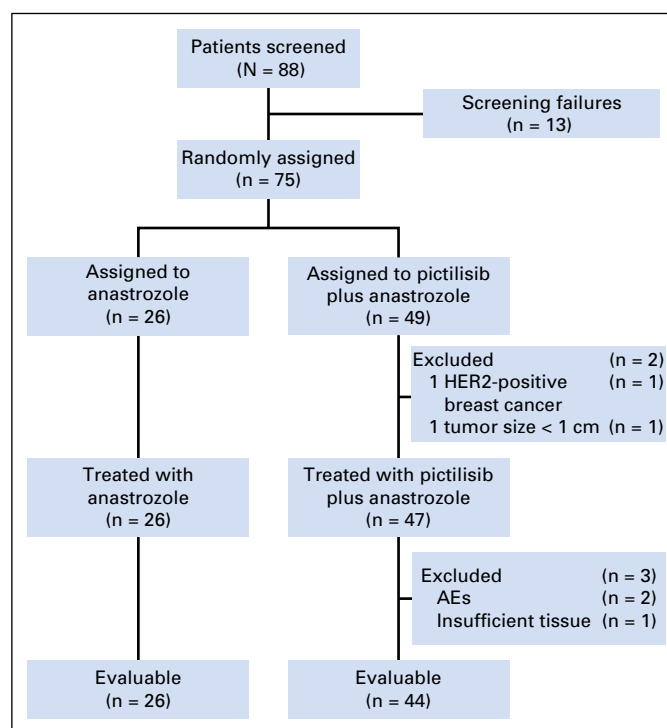 Patients screened
(N = 88)
Screening failures
(n = 13)
Randomly assigned
(n = 75)
Assigned to
anastrozole
(n = 26)
Assigned to pictilisib
plus anastrozole
(n = 49)
Excluded (n = 2)
1 HER2-positive (n = 1)
breast cancer
1 tumor size < 1 cm (n = 1)
Treated with
anastrozole
(n = 26)
Treated with pictilisib
plus anastrozole
(n = 47)
Excluded (n = 3)
AEs (n = 2)
Insufficient tissue (n = 1)
Evaluable
(n = 26)
Evaluable
(n = 44)